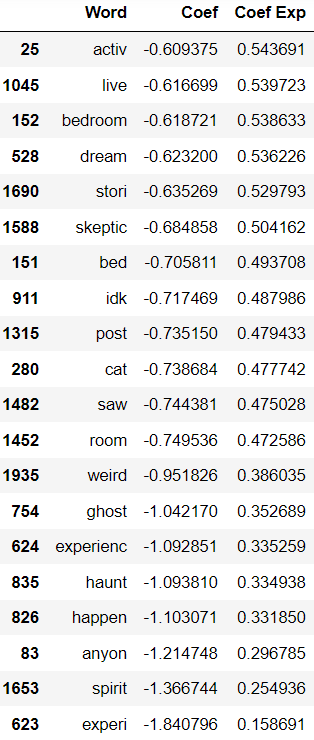 Word Coef Coef Exp
25 activ -0.609375 0.543691
1045 live -0.616699 0.539723
152 bedroom -0.618721 0.538633
528 dream -0.623200 0.536226
1690 stori -0.635269 0.529793
1588 skeptic -0.684858 0.504162
151 bed -0.705811 0.493708
911 idk -0.717469 0.487986
1315 post -0.735150 0.479433
280 cat -0.738684 0.477742
1482 saw -0.744381 0.475028
1452 room -0.749536 0.472586
1935 weird -0.951826 0.386035
754 ghost -1.042170 0.352689
624 experienc -1.092851 0.335259
835 haunt -1.093810 0.334938
826 happen -1.103071 0.331850
83 anyon -1.214748 0.296785
1653 spirit -1.366744 0.254936
623 experi -1.840796 0.158691